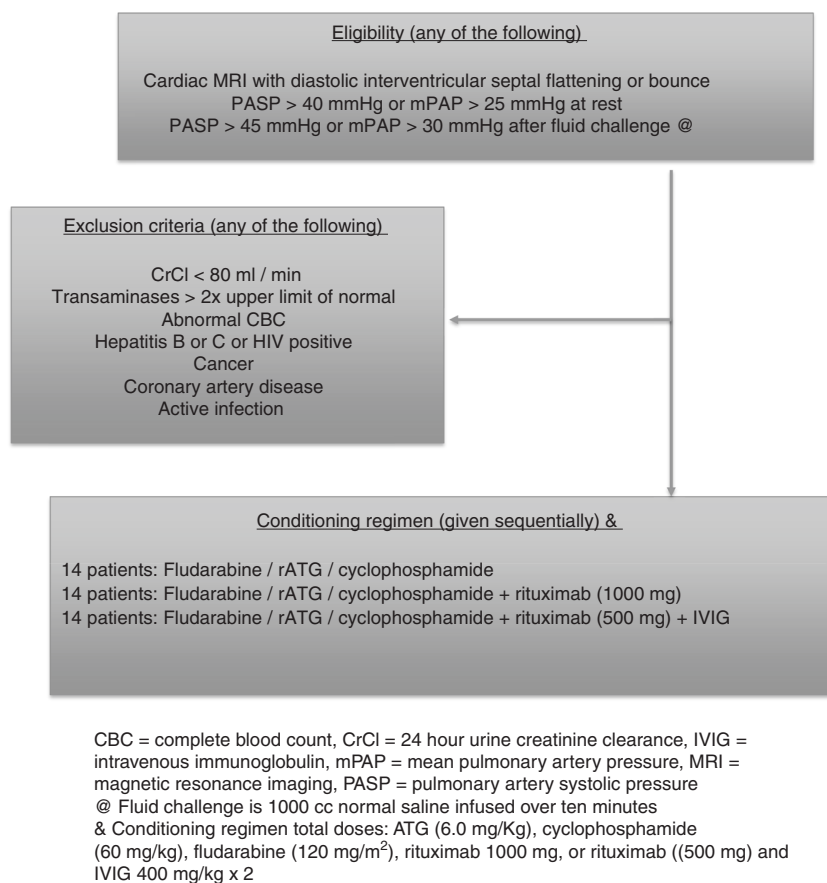 Eligibility (any of the following)
Cardiac MRI with diastolic interventricular septal flattening or bounce
PASP > 40 mmHg or mPAP > 25 mmHg at rest
PASP > 45 mmHg or mPAP > 30 mmHg after fluid challenge @
Exclusion criteria (any of the following)
CrCl < 80 ml / min
Transaminases > 2x upper limit of normal
Abnormal CBC
Hepatitis B or C or HIV positive
Cancer
Coronary artery disease
Active infection
Conditioning regimen (given sequentially) &
14 patients: Fludarabine / rATG / cyclophosphamide
14 patients: Fludarabine / rATG / cyclophosphamide + rituximab (1000 mg)
14 patients: Fludarabine / rATG / cyclophosphamide + rituximab (500 mg) + IVIG
CBC = complete blood count, CrCl = 24 hour urine creatinine clearance, IVIG =
intravenous immunoglobulin, mPAP = mean pulmonary artery pressure, MRI =
magnetic resonance imaging, PASP = pulmonary artery systolic pressure
@ Fluid challenge is 1000 cc normal saline infused over ten minutes
& Conditioning regimen total doses: ATG (6.0 mg/Kg), cyclophosphamide
(60 mg/kg), fludarabine (120 mg/m²), rituximab 1000 mg, or rituximab ((500 mg) and
IVIG 400 mg/kg x 2